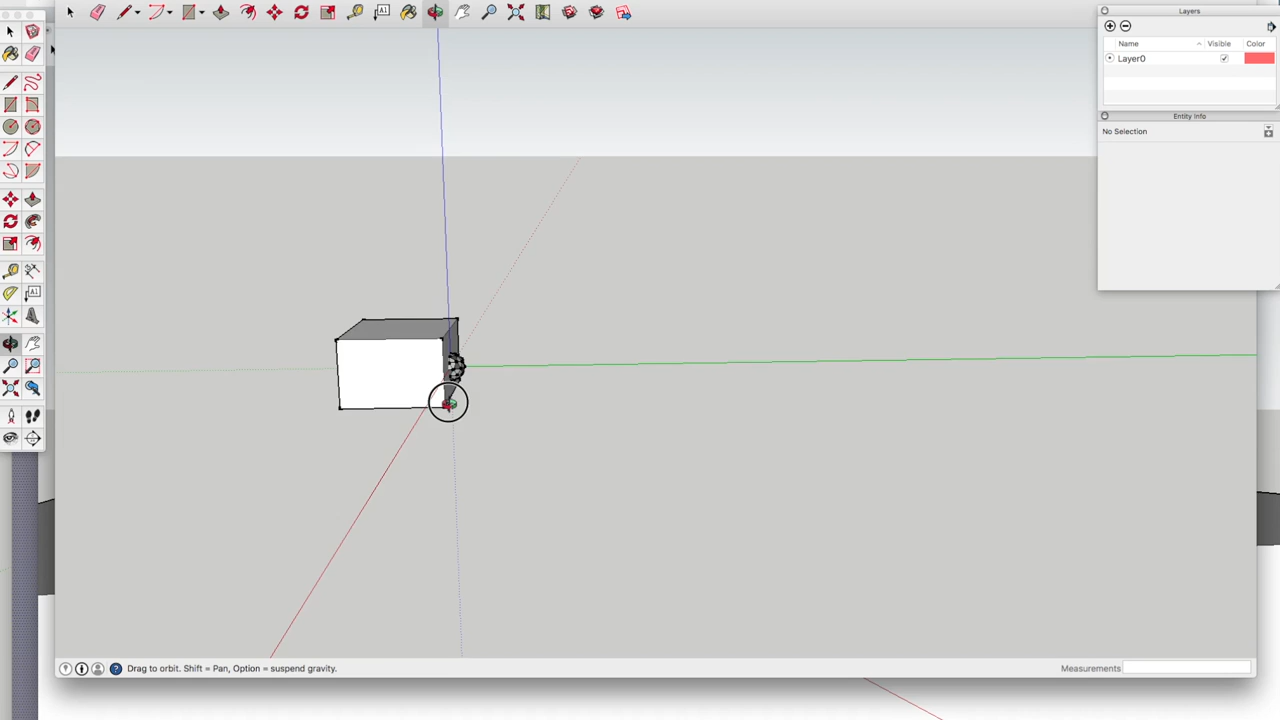 Layers
Name Visible Color
Layer0
Entity Info
No Selection
Drag to orbit. Shift = Pan, Option = suspend gravity.
Measurements